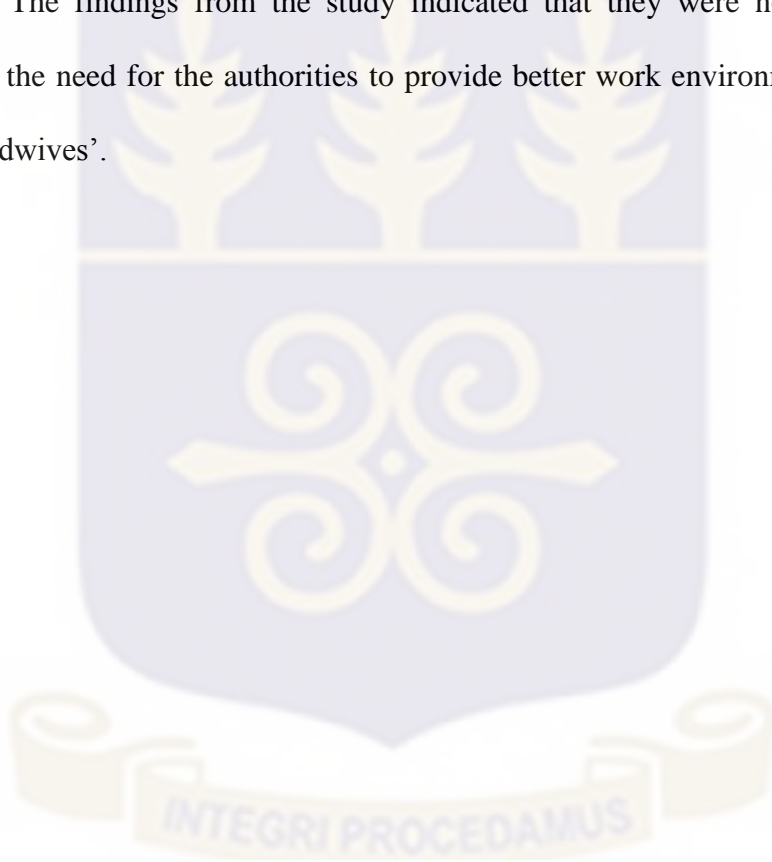 The findings from the study indicated that they were
the need for the authorities to provide better work
dwives'.
INTEGRI PROCEDAMUS